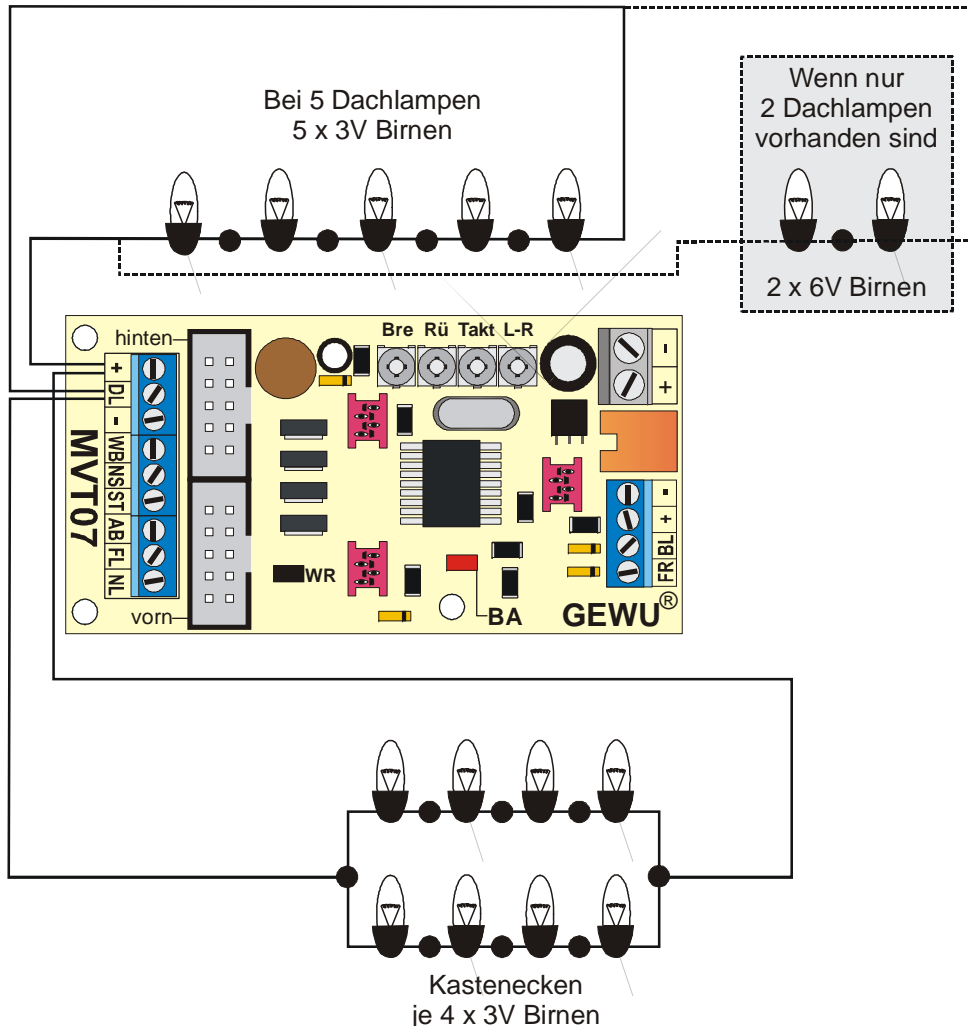 Bei 5 Dachlampen
5 x 3V Birnen
Wenn nur
2 Dachlampen
vorhanden sind
2 x 6V Birnen
hinten
Bre Rü Takt L-R
+
DL
-
WB
NS
ST
AB
FL
NL
MVT07
-
+
-
+
BL
FR
WR
BA
GEWU®
vorn
Kastenecken
je 4 x 3V Birnen